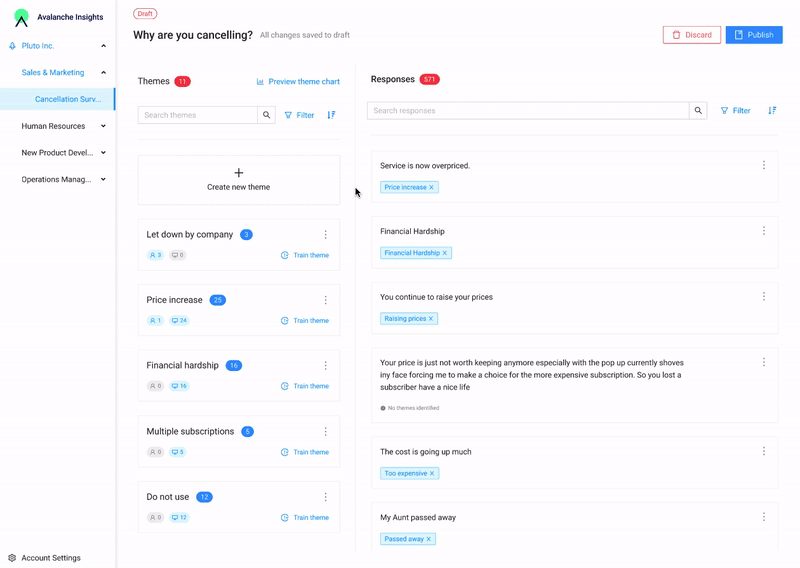 Avalanche Insights
Pluto Inc.
Sales & Marketing
Cancellation Surv...
Human Resources
New Product Devel...
Operations Manag...
Account Settings
Draft
Why are you cancelling?
All changes saved to draft
Discard
Publish
Themes 11
Preview theme chart
Search themes
Filter
Create new theme
Let down by company 3
3 0
Train theme
Price increase 25
1 24
Train theme
Financial hardship 16
0 16
Train theme
Multiple subscriptions 5
0 5
Train theme
Do not use 12
0 12
Train theme
Responses 571
Search responses
Filter
Service is now overpriced.
Price increase ×
Financial Hardship
Financial Hardship ×
You continue to raise your prices
Raising prices ×
Your price is just not worth keeping anymore especially with the pop up currently shoves
iny face forcing me to make a choice for the more expensive subscription. So you lost a
subscriber have a nice life
No themes identified
The cost is going up much
Too expensive ×
My Aunt passed away
Passed away ×